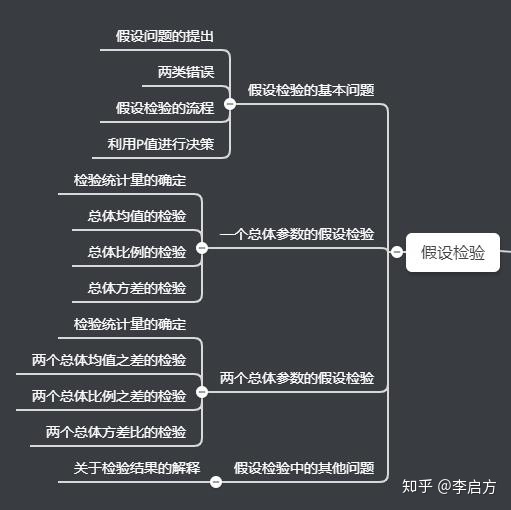 假设问题的提出
两类错误
假设检验的基本问题
假设检验的流程
利用P值进行决策
检验统计量的确定
总体均值的检验
一个总体参数的假设检验
假设检验
总体比例的检验
总体方差的检验
检验统计量的确定
两个总体均值之差的检验
两个总体参数的假设检验
两个总体比例之差的检验
两个总体方差比的检验
关于检验结果的解释
假设检验中的其他问题
知乎 @李启方